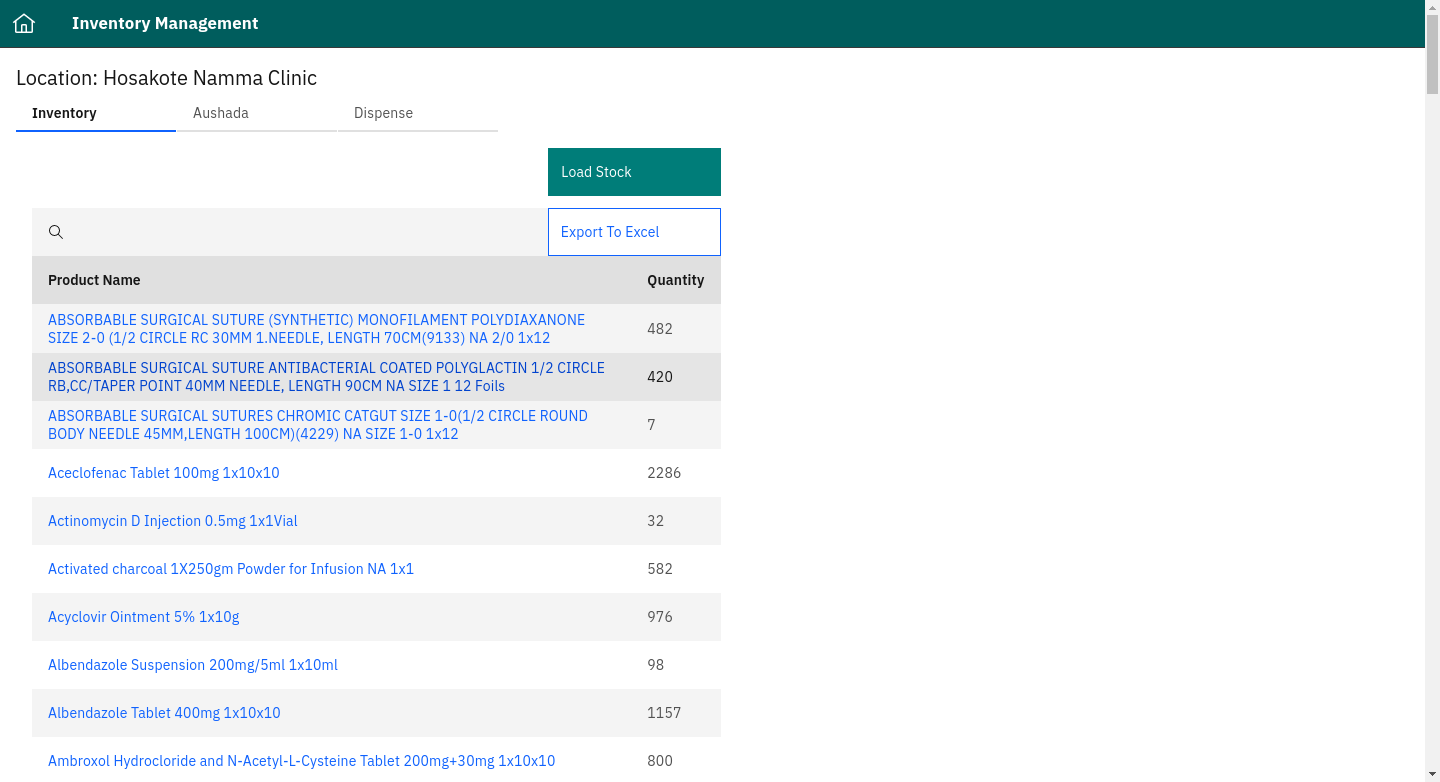 Inventory Management
Location: Hosakote Namma Clinic
Inventory Aushada Dispense
Load Stock
Export To Excel
Product Name Quantity
ABSORBABLE SURGICAL SUTURE (SYNTHETIC) MONOFILAMENT POLYDIAXANONE
SIZE 2-0 (1/2 CIRCLE RC 30MM 1.NEEDLE, LENGTH 70CM(9133) NA 2/0 1x12 482
ABSORBABLE SURGICAL SUTURE ANTIBACTERIAL COATED POLYGLACTIN 1/2 CIRCLE
RB,CC/TAPER POINT 40MM NEEDLE, LENGTH 90CM NA SIZE 1 12 Foils 420
ABSORBABLE SURGICAL SUTURES CHROMIC CATGUT SIZE 1-0(1/2 CIRCLE ROUND
BODY NEEDLE 45MM,LENGTH 100CM)(4229) NA SIZE 1-0 1x12 7
Aceclofenac Tablet 100mg 1x10x10 2286
Actinomycin D Injection 0.5mg 1x1Vial 32
Activated charcoal 1X250gm Powder for Infusion NA 1x1 582
Acyclovir Ointment 5% 1x10g 976
Albendazole Suspension 200mg/5ml 1x10ml 98
Albendazole Tablet 400mg 1x10x10 1157
Ambroxol Hydrocloride and N-Acetyl-L-Cysteine Tablet 200mg+30mg 1x10x10 800